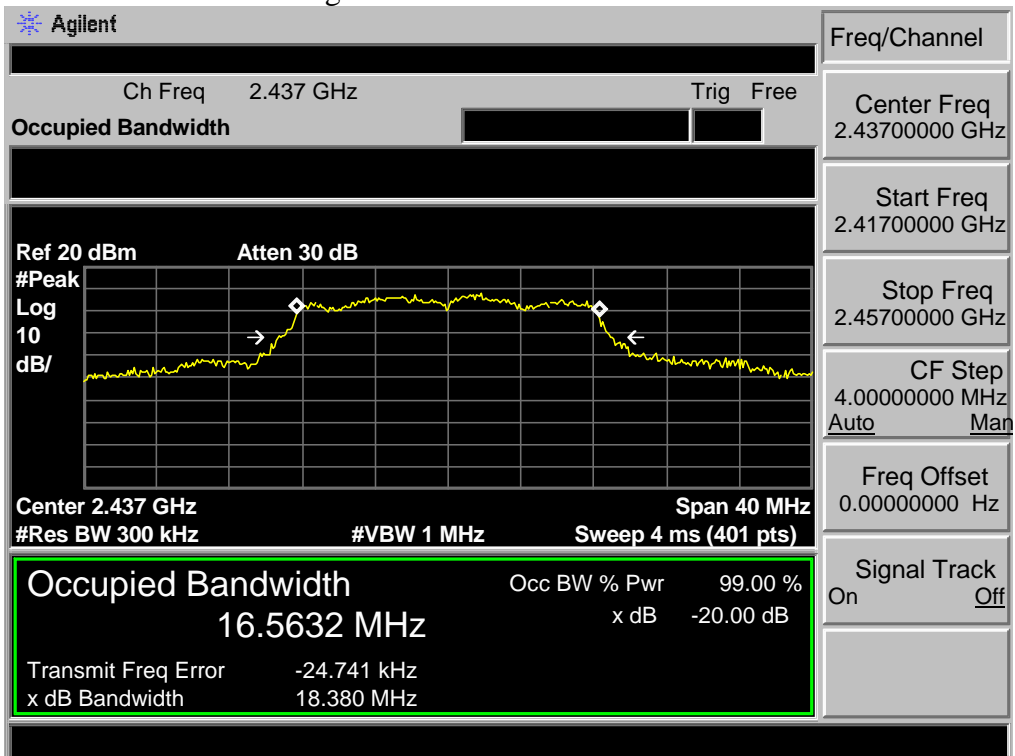 Agilent
Freq/Channel
Ch Freq 2.437 GHz Trig Free
Occupied Bandwidth
Center Freq
2.43700000 GHz
Start Freq
2.41700000 GHz
Stop Freq
2.45700000 GHz
CF Step
4.00000000 MHz
Auto Man
Freq Offset
0.00000000 Hz
Signal Track
On Off
Ref 20 dBm Atten 30 dB
#Peak
Log
10
dB/
Center 2.437 GHz Span 40 MHz
#Res BW 300 kHz #VBW 1 MHz Sweep 4 ms (401 pts)
Occupied Bandwidth
16.5632 MHz
Occ BW % Pwr 99.00 %
x dB -20.00 dB
Transmit Freq Error -24.741 kHz
x dB Bandwidth 18.380 MHz